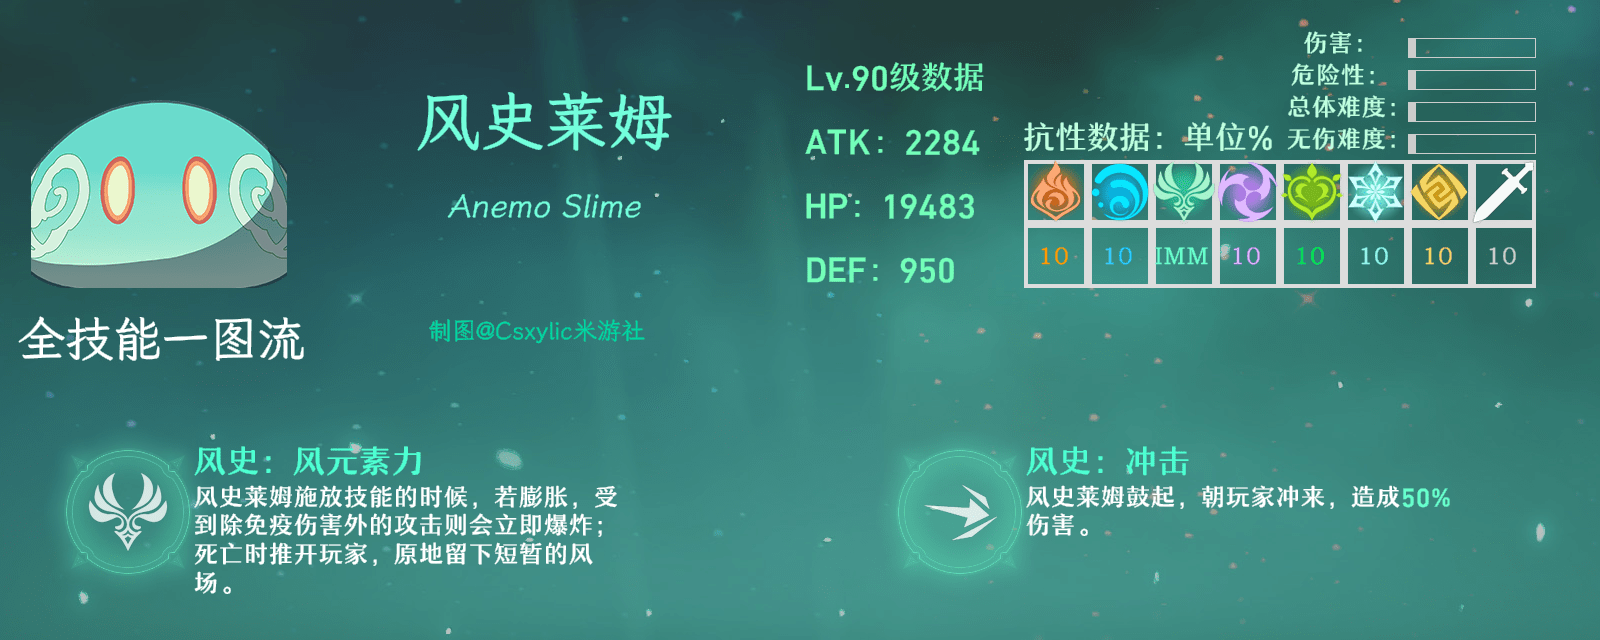 风史莱姆
Anemo Slime
全技能一图流
制图@Csxylic米游社
Lv.90级数据
ATK：2284
HP：19483
DEF：950
伤害：
危险性：
总体难度：
无伤难度：
抗性数据：单位%
10 10 IMM 10 10 10 10 10
风史：风元素力
风史莱姆施放技能的时候，若膨胀，受
到除免疫伤害外的攻击则会立即爆炸；
死亡时推开玩家，原地留下短暂的风
场。
风史：冲击
风史莱姆鼓起，朝玩家冲来，造成50%
伤害。